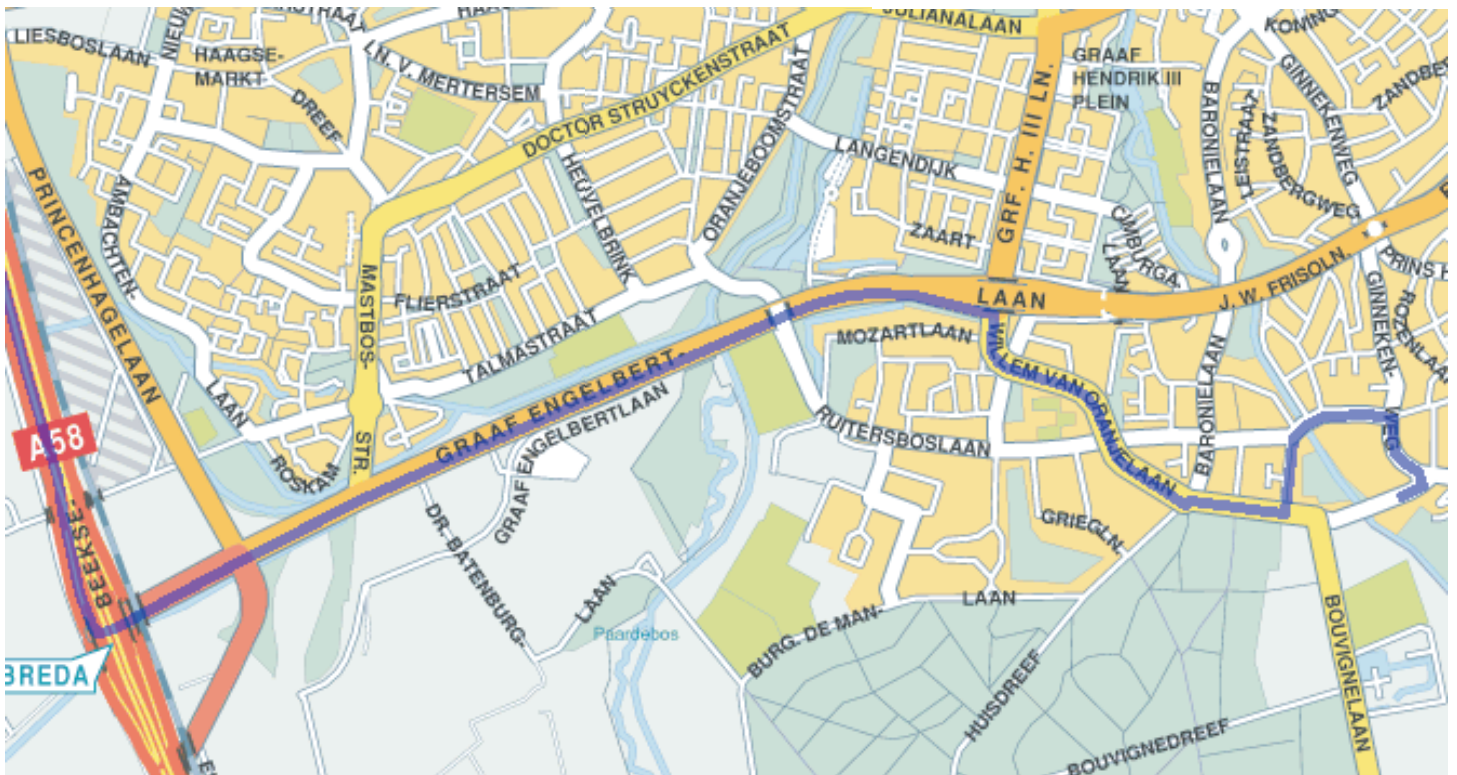 JULIANALAAN
KONING
LIESBOSLAAN
NIEUW
HAAGSE-
MARKT
LN. V. MERTERSEM
DREEF
DOCTOR STRUYCKENSTRAAT
ORANJEBOOMSTRAAT
GRAAF
HENDRIK III
PLEIN
GINNEKENWEG
BARONIELAAN
ZANDBERGWEG
LANGENDIJK
GRF. H. III LN.
ZAART
PRINCENHAGELAAN
AMBACHTEN-
LAAN
HEUVELBRINK
CIMBURGA
LAAN
MASTBOS-
STR.
FLIERSTRAAT
TALMASTRAAT
LAAN
J. W. FRISOLN.
PRINS H
GINNEKEN-
WEG
ROZENLAAN
MOZARTLAAN
WILLEM VAN ORANJELAAN
BARONIELAAN
GRAAF ENGELBERT-
GRAAF ENGELBERTLAAN
RUITERSBOSLAAN
A58
ROSKAM
BEEKSE-
DR. BATENBURG-
LAAN
GRIEGLN.
LAAN
BURG. DE MAN-
Paardebos
BREDA
HUISDREEF
BOUVIGNELAAN
BOUVIGNEDREEF